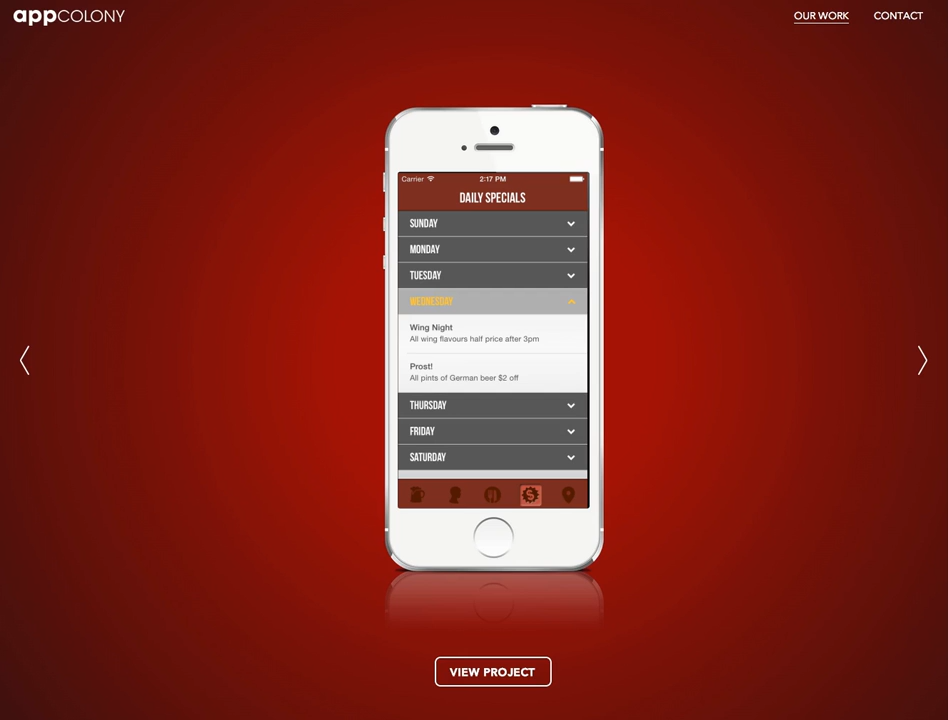 appCOLONY
OUR WORK
CONTACT
Carrier
2:17 PM
DAILY SPECIALS
SUNDAY
MONDAY
TUESDAY
WEDNESDAY
Wing Night
All wing flavours half price after 3pm
Prost!
All pints of German beer $2 off
THURSDAY
FRIDAY
SATURDAY
$
VIEW PROJECT